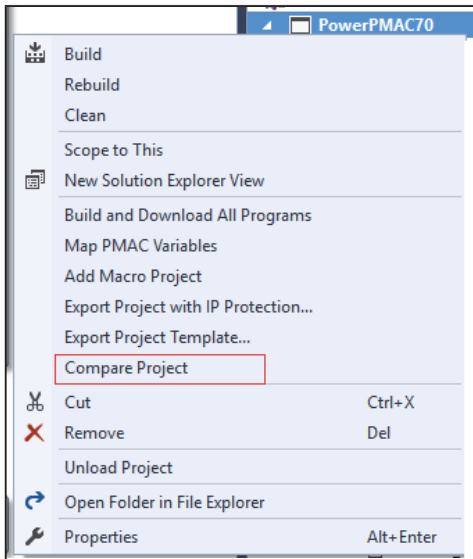 PowerPMAC70
Build
Rebuild
Clean
Scope to This
New Solution Explorer View
Build and Download All Programs
Map PMAC Variables
Add Macro Project
Export Project with IP Protection...
Export Project Template...
Compare Project
Cut Ctrl+X
Remove Del
Unload Project
Open Folder in File Explorer
Properties Alt+Enter